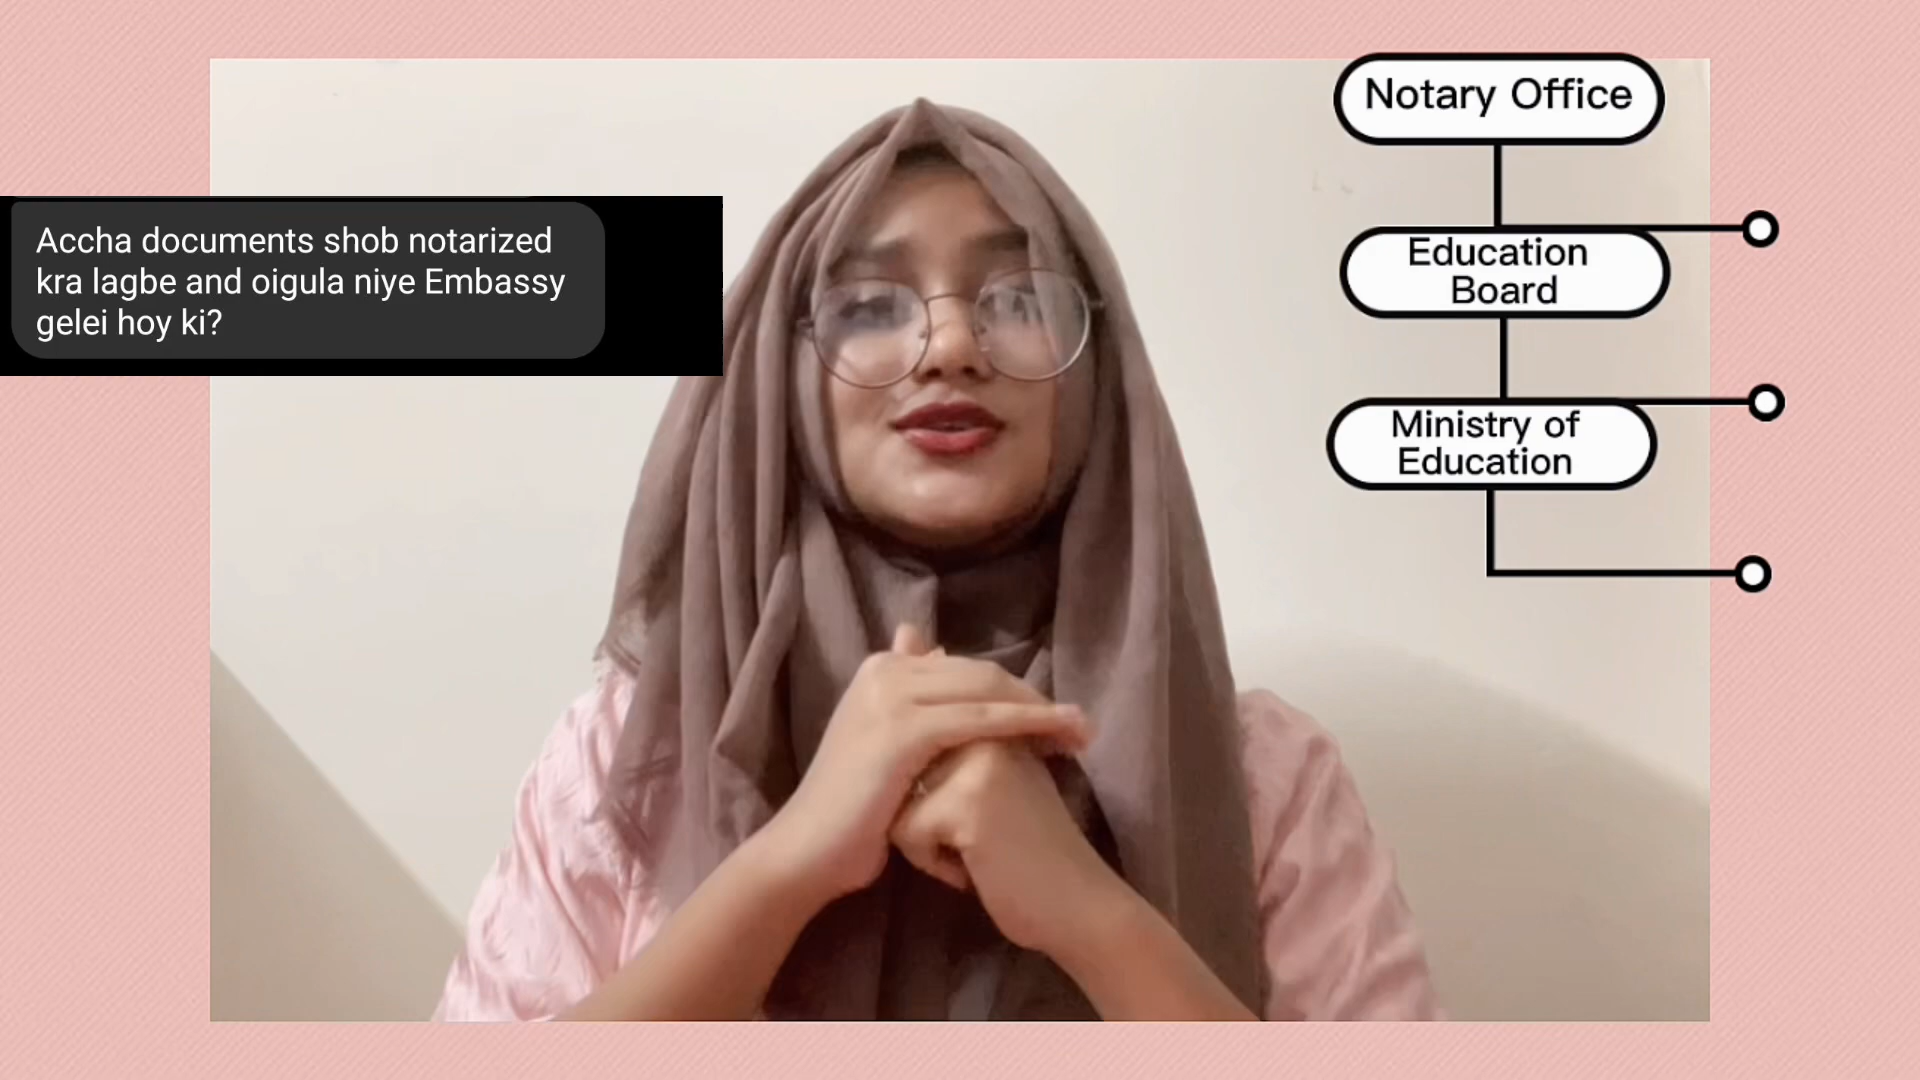 Accha documents shob notarized
kra lagbe and oigula niye Embassy
gelei hoy ki?
Notary Office
Education
Board
Ministry of
Education